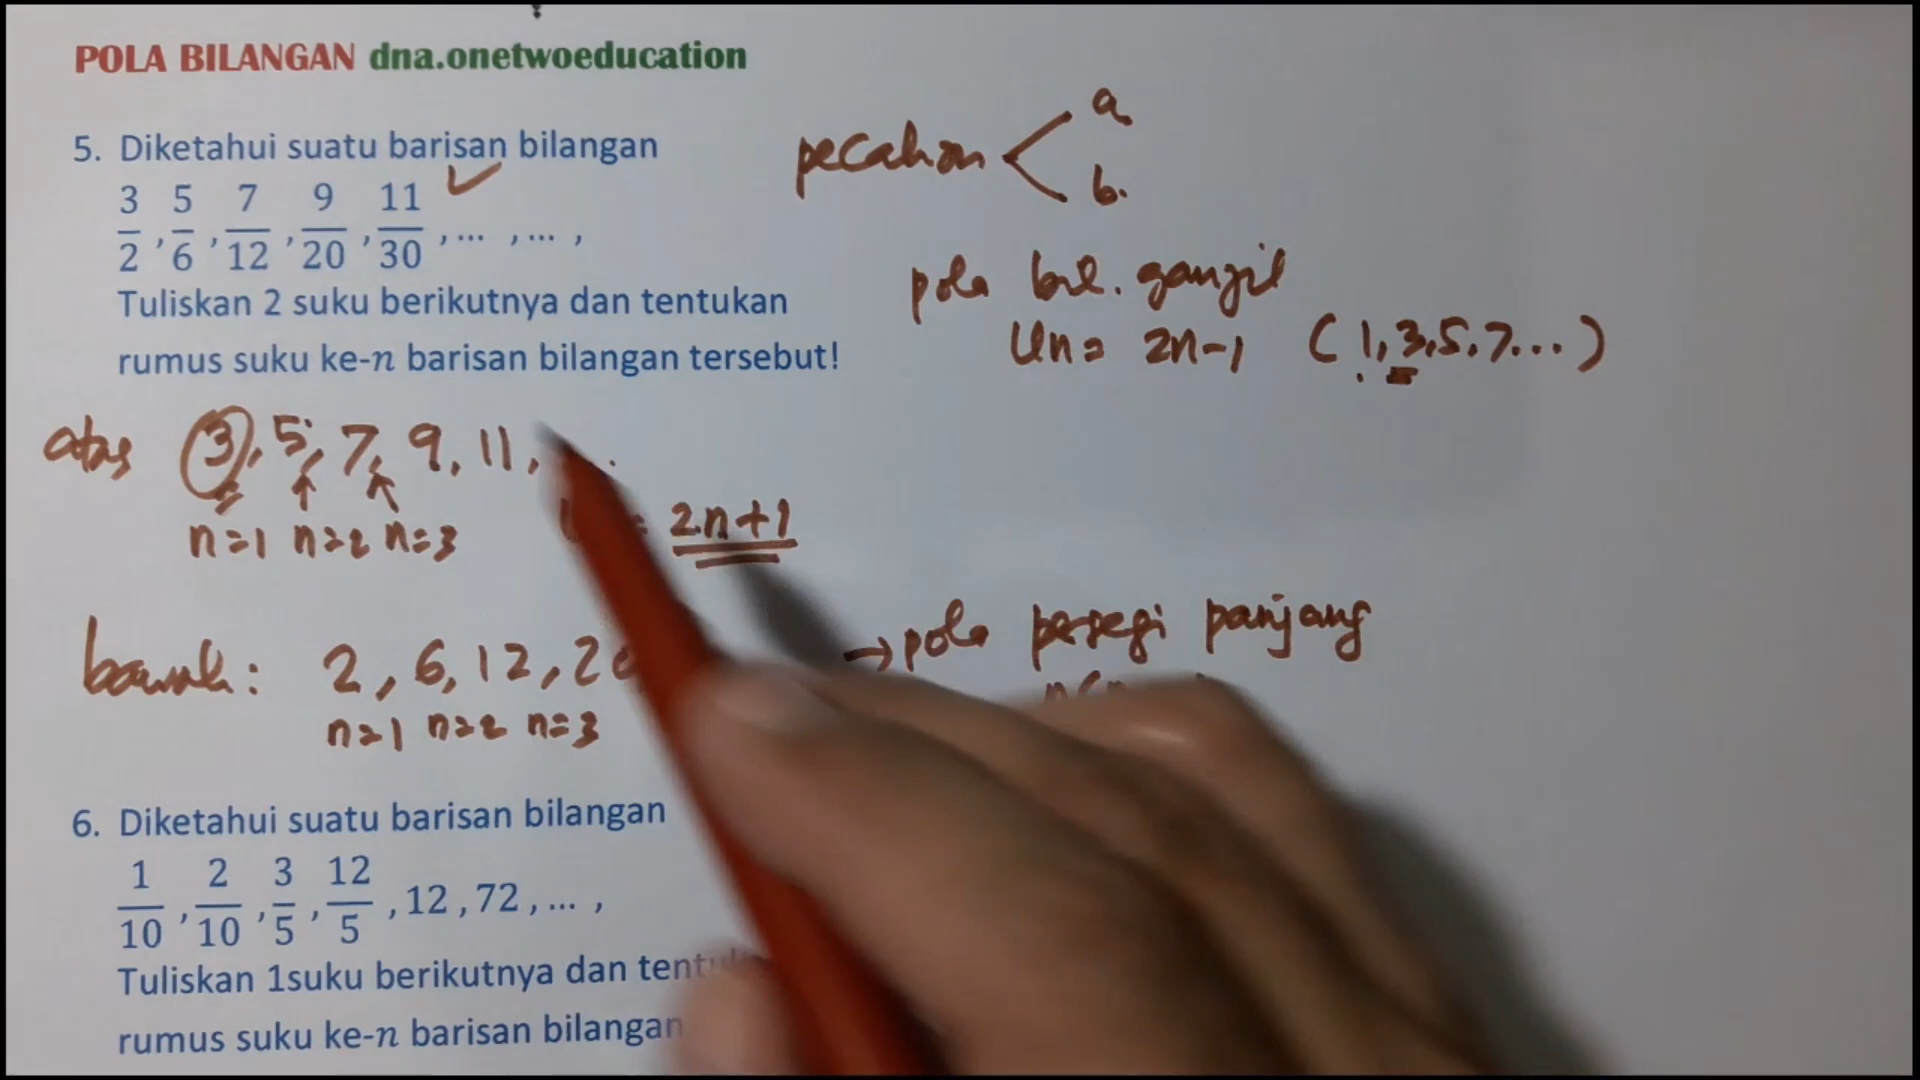 POLA BILANGAN dna.onetwoeducation
5. Diketahui suatu barisan bilangan
3/2, 5/6, 7/12, 9/20, 11/30, ... , ... ,
Tuliskan 2 suku berikutnya dan tentukan
rumus suku ke-n barisan bilangan tersebut!
pecahan < a
b.
pola bil. ganjil
Un = 2n-1 (1, 3, 5, 7...)
atas 3, 5, 7, 9, 11,
n=1 n=2 n=3
= 2n+1
bawah: 2, 6, 12, 20
n=1 n=2 n=3
→ pola persegi panjang
6. Diketahui suatu barisan bilangan
1/10, 2/10, 3/5, 12/5, 12, 72, ... ,
Tuliskan 1suku berikutnya dan
rumus suku ke-n barisan bilangan